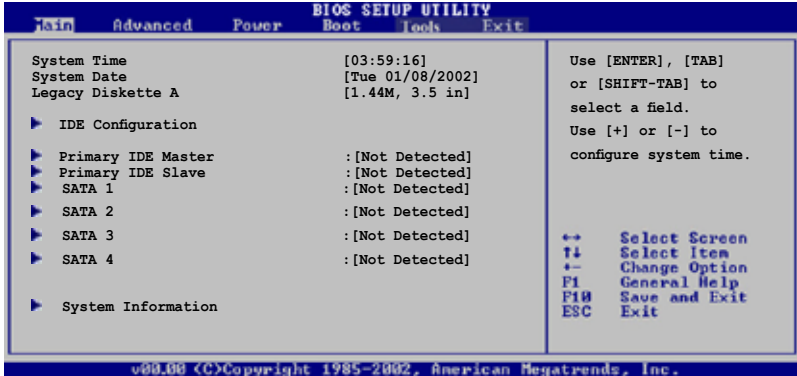 BIOS SETUP UTILITY
Main Advanced Power Boot Tools Exit
System Time [03:59:16]
System Date [Tue 01/08/2002]
Legacy Diskette A [1.44M, 3.5 in]
IDE Configuration
Primary IDE Master :[Not Detected]
Primary IDE Slave :[Not Detected]
SATA 1 :[Not Detected]
SATA 2 :[Not Detected]
SATA 3 :[Not Detected]
SATA 4 :[Not Detected]
System Information
Use [ENTER], [TAB]
or [SHIFT-TAB] to
select a field.
Use [+] or [-] to
configure system time.
←→ Select Screen
↑↓ Select Item
+- Change Option
F1 General Help
F10 Save and Exit
ESC Exit
v00.00 (C)Copyright 1985-2002, American Megatrends, Inc.